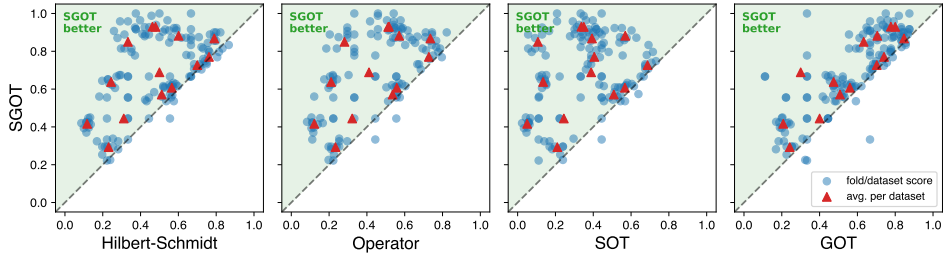 SGOT
better
SGOT
better
SGOT
better
SGOT
better
1.0
0.8
0.6
0.4
0.2
0.0
SGOT
fold/dataset score
avg. per dataset
0.0 0.2 0.4 0.6 0.8 1.0
0.0 0.2 0.4 0.6 0.8 1.0
0.0 0.2 0.4 0.6 0.8 1.0
0.0 0.2 0.4 0.6 0.8 1.0
Hilbert-Schmidt
Operator
SOT
GOT